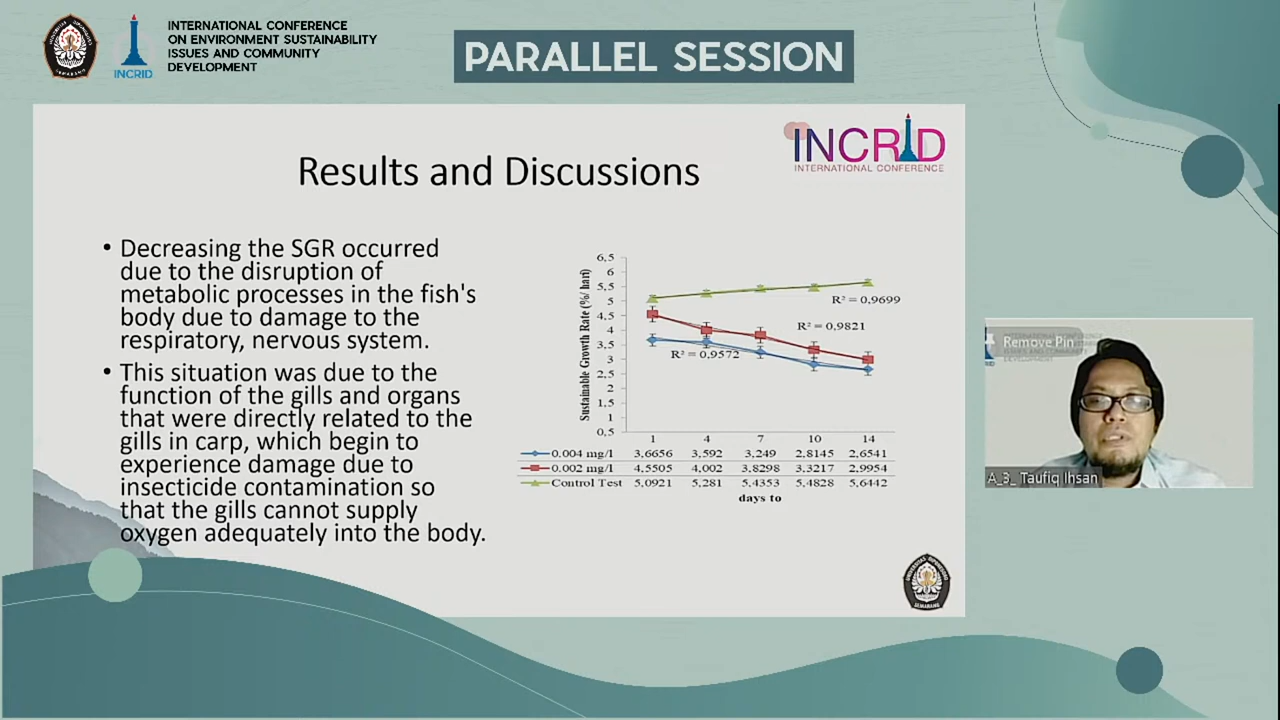 INTERNATIONAL CONFERENCE
ON ENVIRONMENT SUSTAINABILITY
ISSUES AND COMMUNITY
DEVELOPMENT
INCRID
PARALLEL SESSION
INCRID
INTERNATIONAL CONFERENCE
Results and Discussions
• Decreasing the SGR occurred
due to the disruption of
metabolic processes in the fish's
body due to damage to the
respiratory, nervous system.
• This situation was due to the
function of the gills and organs
that were directly related to the
gills in carp, which begin to
experience damage due to
insecticide contamination so
that the gills cannot supply
oxygen adequately into the body.
Sustainable Growth Rate (%/ hari)
6,5
6
5,5
5
4,5
4
3,5
3
2,5
2
1,5
1
0,5
R² = 0,9699
R² = 0,9821
R² = 0,9572
1 4 7 10 14
0.004 mg/l 3,6656 3,592 3,249 2,8145 2,6541
0.002 mg/l 4,5505 4,002 3,8298 3,3217 2,9954
Control Test 5,0921 5,281 5,4353 5,4828 5,6442
days to
Remove Pin
A_3_ Taufiq Ihsan